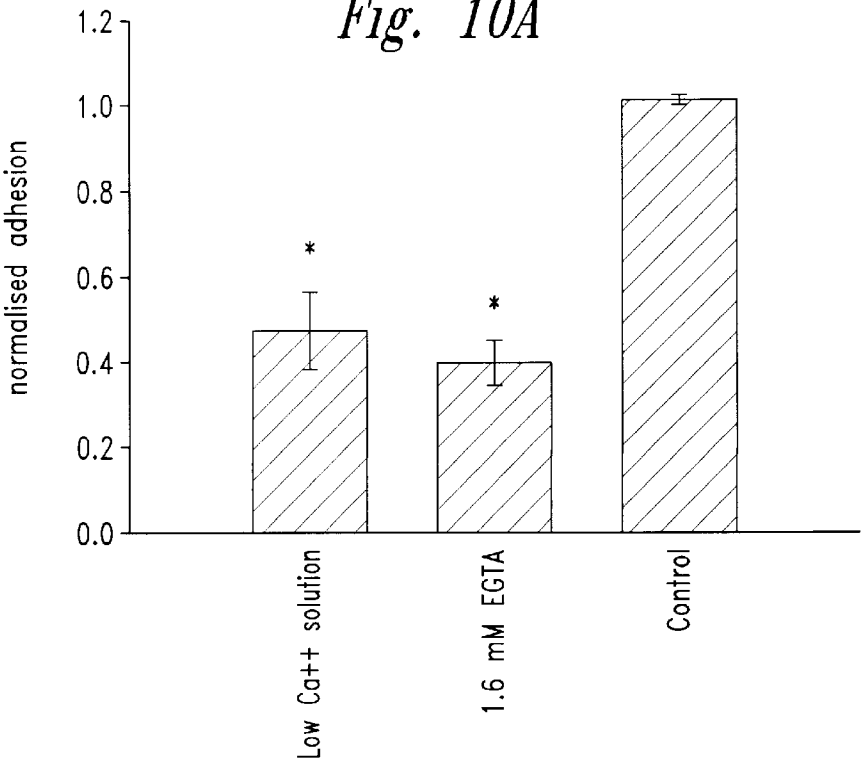 Fig. 10A
normalised adhesion
1.2
1.0
0.8
0.6
0.4
0.2
0.0
*
*
Low Ca++ solution
1.6 mM EGTA
Control